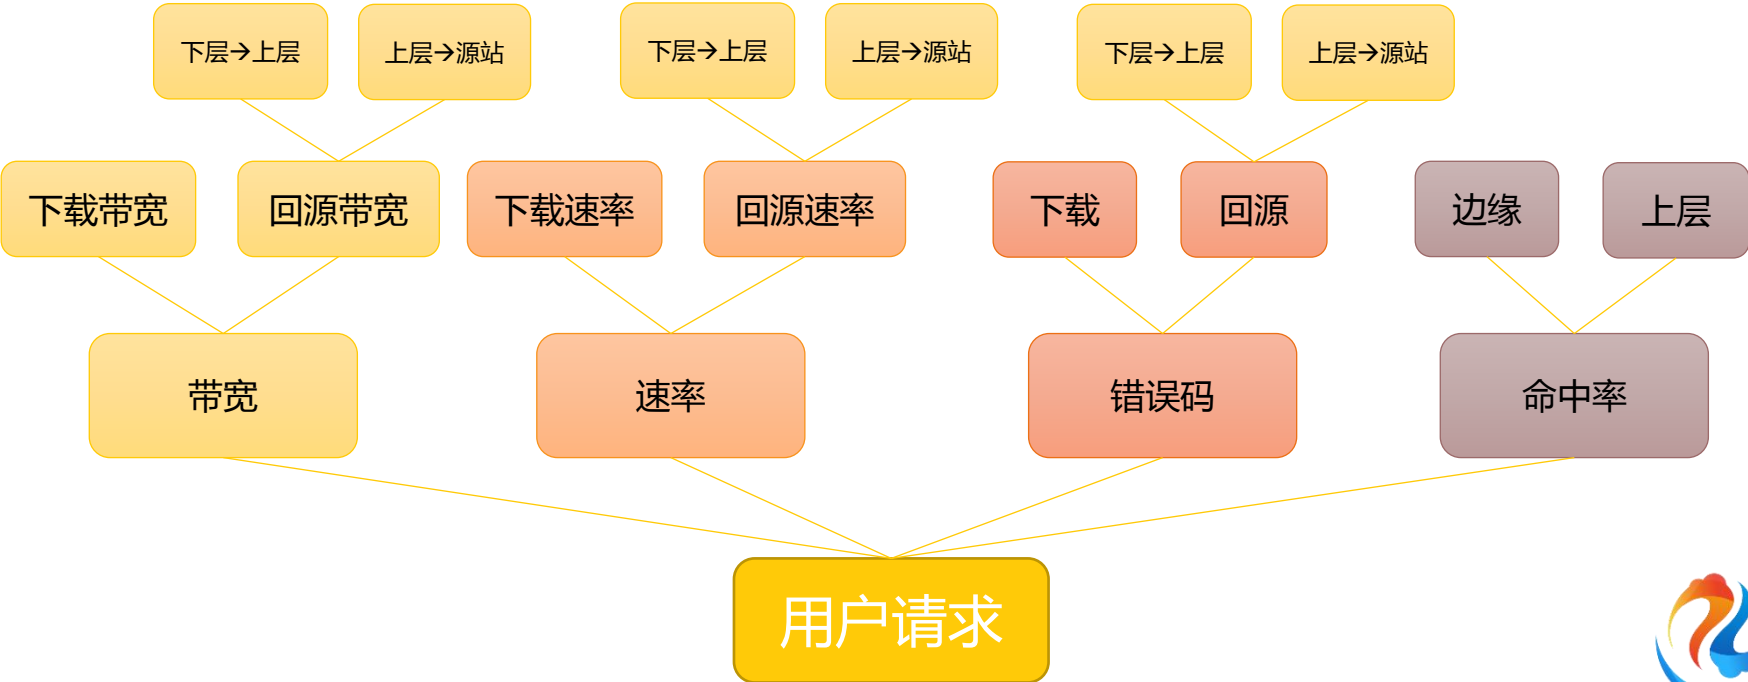 下层→上层
上层→源站
下层→上层
上层→源站
下层→上层
上层→源站
下载带宽
回源带宽
下载速率
回源速率
下载
回源
边缘
上层
带宽
速率
错误码
命中率
用户请求